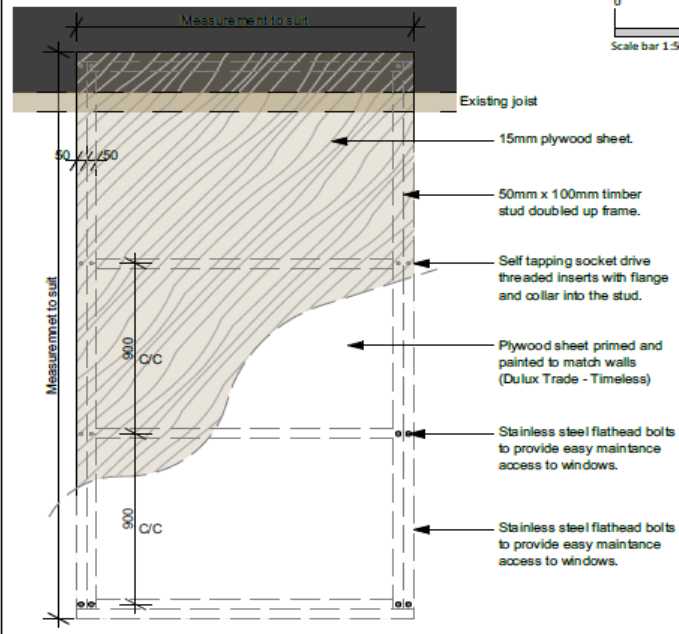 Measurement to suit
0
Scale bar 1:5
Existing joist
15mm plywood sheet.
50 50
50mm x 100mm timber
stud doubled up frame.
Self tapping socket drive
threaded inserts with flange
and collar into the stud.
Measuremnet to suit
900
C/C
Plywood sheet primed and
painted to match walls
(Dulux Trade - Timeless)
Stainless steel flathead bolts
to provide easy maintance
access to windows.
900
C/C
Stainless steel flathead bolts
to provide easy maintance
access to windows.